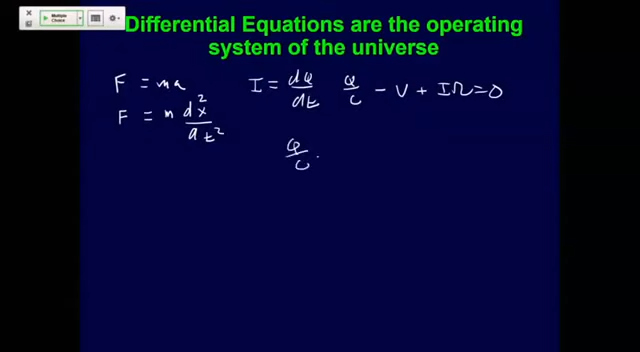 Multiple Choice
Differential Equations are the operating
system of the universe
F = ma
I = dQ/dt Q/C - V + IR = 0
F = m d²x/dt²
Q/C